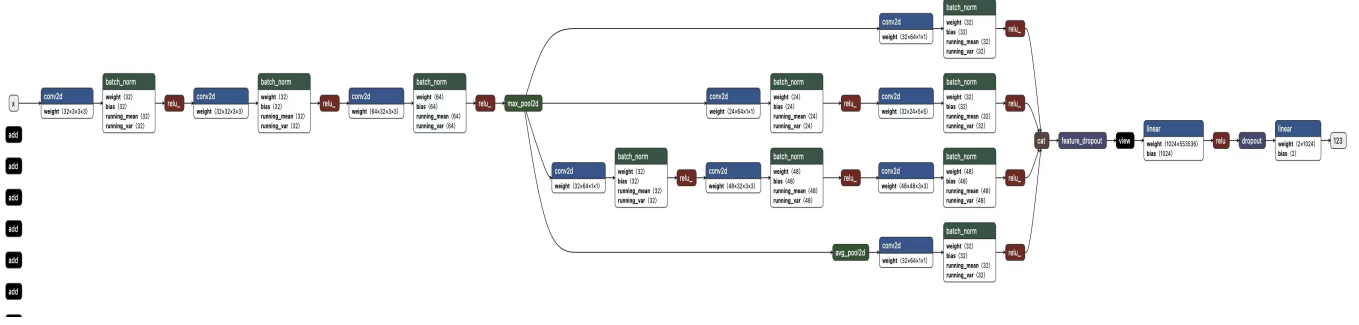 x
conv2d
weight (32×3×3×3)
batch_norm
weight (32)
bias (32)
running_mean (32)
running_var (32)
relu_
conv2d
weight (32×32×3×3)
batch_norm
weight (32)
bias (32)
running_mean (32)
running_var (32)
relu_
conv2d
weight (64×32×3×3)
batch_norm
weight (64)
bias (64)
running_mean (64)
running_var (64)
relu_
max_pool2d
conv2d
weight (32×64×1×1)
batch_norm
weight (32)
bias (32)
running_mean (32)
running_var (32)
relu_
conv2d
weight (24×64×1×1)
batch_norm
weight (24)
bias (24)
running_mean (24)
running_var (24)
relu_
conv2d
weight (32×24×5×5)
batch_norm
weight (32)
bias (32)
running_mean (32)
running_var (32)
relu_
conv2d
weight (32×64×1×1)
batch_norm
weight (32)
bias (32)
running_mean (32)
running_var (32)
relu_
conv2d
weight (48×32×3×3)
batch_norm
weight (48)
bias (48)
running_mean (48)
running_var (48)
relu_
conv2d
weight (48×48×3×3)
batch_norm
weight (48)
bias (48)
running_mean (48)
running_var (48)
relu_
avg_pool2d
conv2d
weight (32×64×1×1)
batch_norm
weight (32)
bias (32)
running_mean (32)
running_var (32)
relu_
cat
feature_dropout
view
linear
weight (1024×553536)
bias (1024)
relu
dropout
linear
weight (2×1024)
bias (2)
123
add
add
add
add
add
add